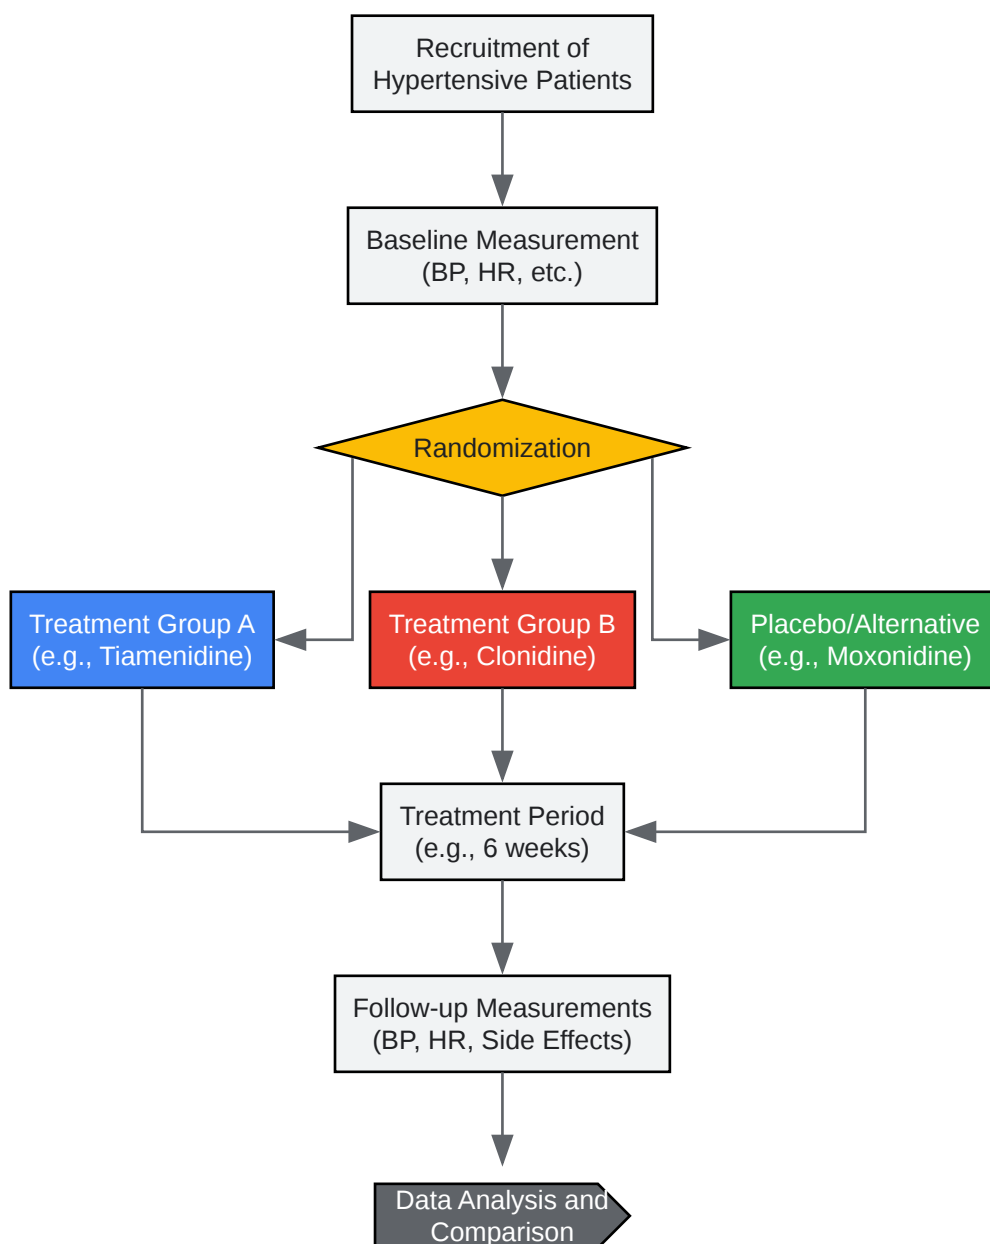 Recruitment of
Hypertensive Patients
Baseline Measurement
(BP, HR, etc.)
Randomization
Treatment Group A
(e.g., Tiamenidine)
Treatment Group B
(e.g., Clonidine)
Placebo/Alternative
(e.g., Moxonidine)
Treatment Period
(e.g., 6 weeks)
Follow-up Measurements
(BP, HR, Side Effects)
Data Analysis and
Comparison